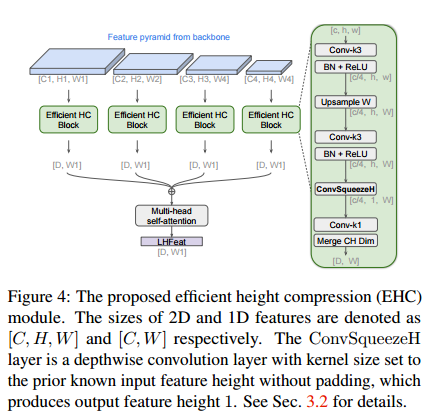 Feature pyramid from backbone
[C1, H1, W1] [C2, H2, W2] [C3, H3, W4] [C4, H4, W4]
Efficient HC Block
Efficient HC Block
Efficient HC Block
Efficient HC Block
[D, W1] [D, W1] [D, W1] [D, W1]
Multi-head
self-attention
LHFeat
[D, W1]
[c, h, w]
Conv-k3
BN + ReLU
[c/4, h, w]
Upsample W
[c/4, h, W]
Conv-k3
BN + ReLU
[c/4, h, W]
ConvSqueezeH
[c/4, 1, W]
Conv-k1
Merge CH Dim
[D, W]
Figure 4: The proposed efficient height compression (EHC)
module. The sizes of 2D and 1D features are denoted as
[C, H, W] and [C, W] respectively. The ConvSqueezeH
layer is a depthwise convolution layer with kernel size set to
the prior known input feature height without padding, which
produces output feature height 1. See Sec. 3.2 for details.